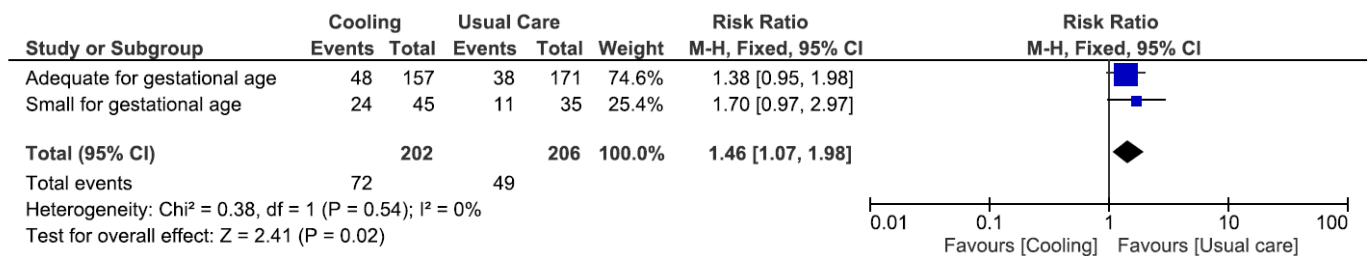 Cooling Usual Care Risk Ratio Risk Ratio
Study or Subgroup Events Total Events Total Weight M-H, Fixed, 95% CI M-H, Fixed, 95% CI
Adequate for gestational age 48 157 38 171 74.6% 1.38 [0.95, 1.98]
Small for gestational age 24 45 11 35 25.4% 1.70 [0.97, 2.97]
Total (95% CI) 202 206 100.0% 1.46 [1.07, 1.98]
Total events 72 49
Heterogeneity: Chi² = 0.38, df = 1 (P = 0.54); I² = 0%
Test for overall effect: Z = 2.41 (P = 0.02)
0.01 0.1 1 10 100
Favours [Cooling] Favours [Usual care]